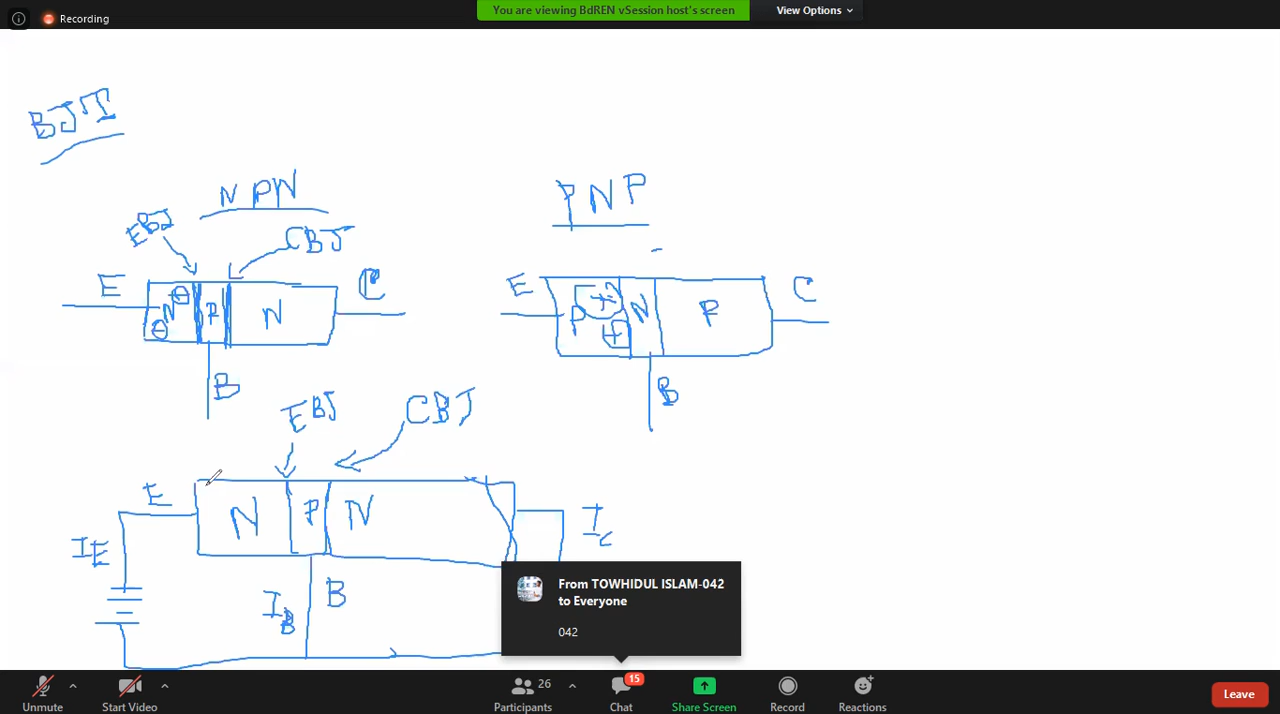 Recording
You are viewing BdREN vSession host's screen
View Options
BJT
NPN
PNP
EBJ
CBJ
E
C
E
C
N
P
N
P
N
P
B
B
EBJ
CBJ
E
N
P
N
IE
IC
IB
B
From TOWHIDUL ISLAM-042
to Everyone
042
Unmute
Start Video
26
Participants
15
Chat
Share Screen
Record
Reactions
Leave